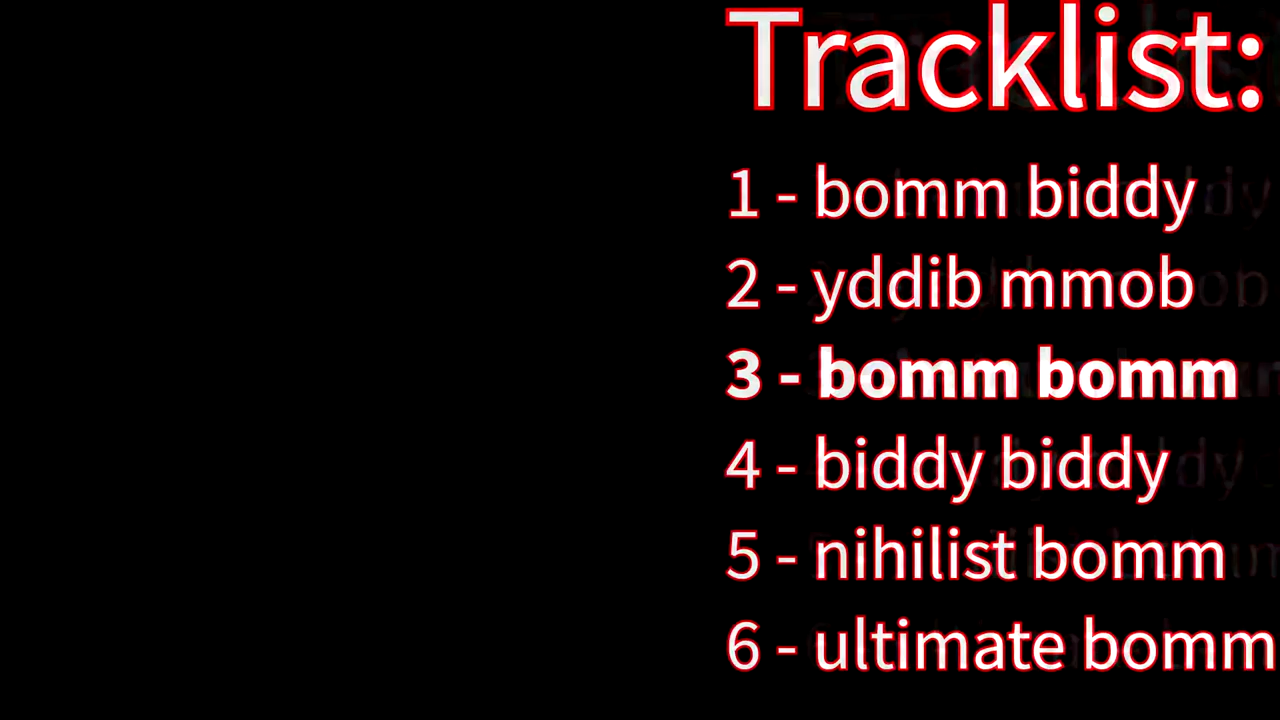 Tracklist:
1 - bomm biddy
2 - yddib mmob
3 - bomm bomm
4 - biddy biddy
5 - nihilist bomm
6 - ultimate bomm